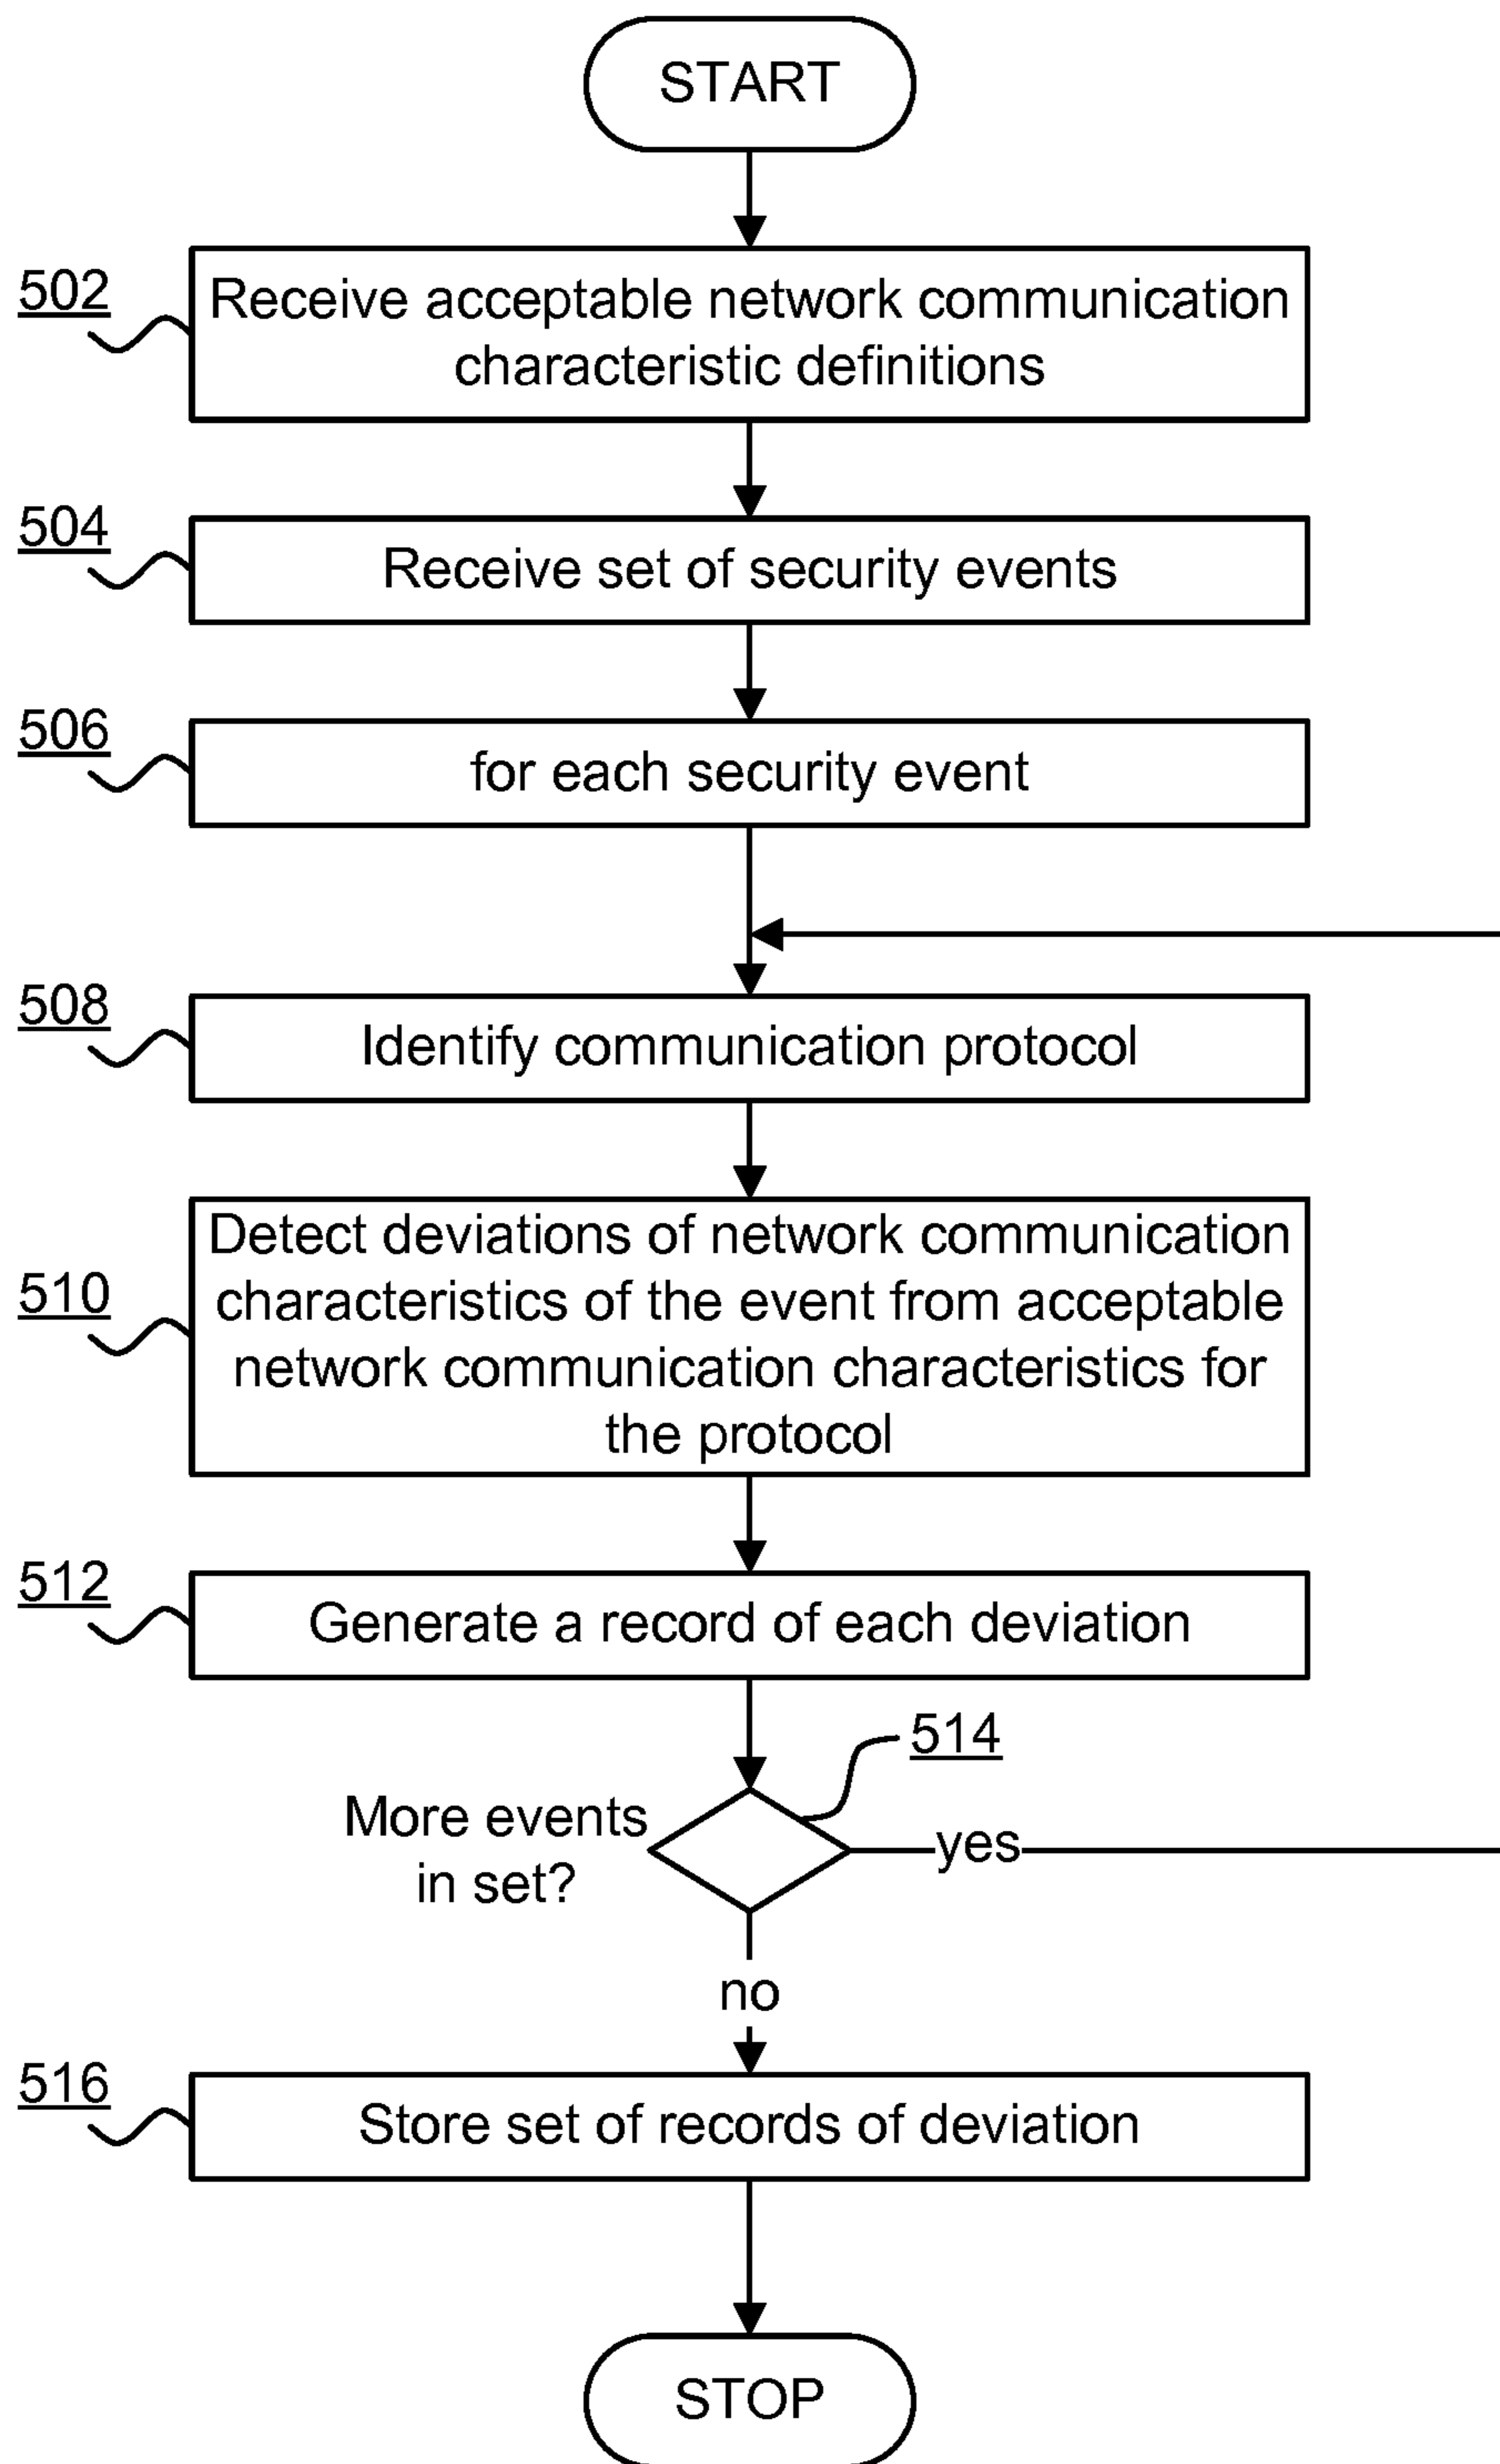 START
502
Receive acceptable network communication
characteristic definitions
504
Receive set of security events
506
for each security event
508
Identify communication protocol
510
Detect deviations of network communication
characteristics of the event from acceptable
network communication characteristics for
the protocol
512
Generate a record of each deviation
514
More events
in set?
yes
no
516
Store set of records of deviation
STOP